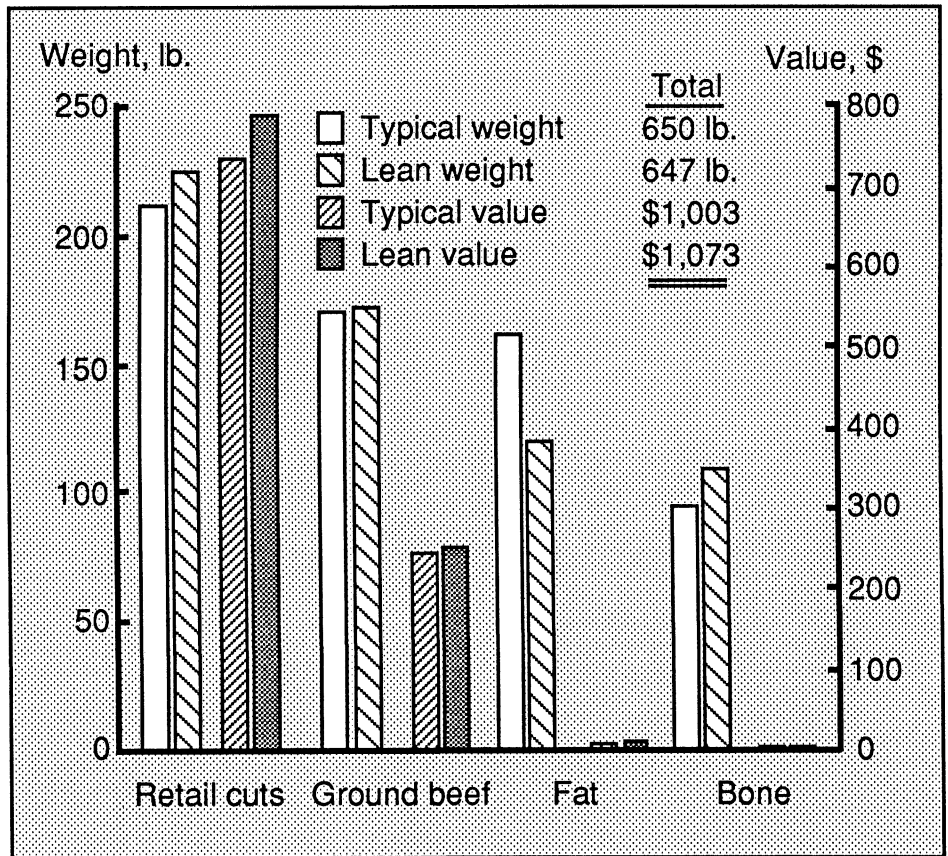 Weight, lb.
Value, $
Total
Typical weight 650 lb.
Lean weight 647 lb.
Typical value $1,003
Lean value $1,073
250
200
150
100
50
0
800
700
600
500
400
300
200
100
0
Retail cuts Ground beef Fat Bone